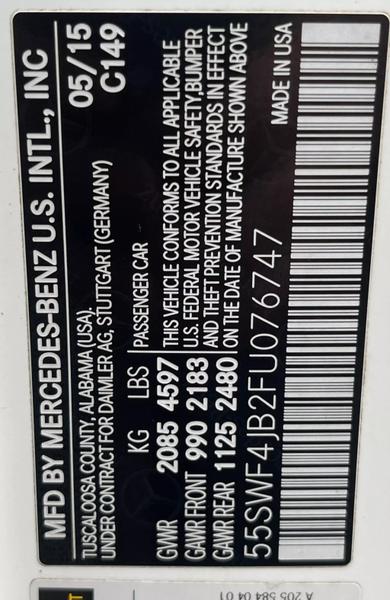 MFD BY MERCEDES-BENZ U.S. INTL., INC
TUSCALOOSA COUNTY, ALABAMA (USA), 05/15
UNDER CONTRACT FOR DAIMLER AG, STUTTGART (GERMANY) C149
KG LBS PASSENGER CAR
GVWR 2085 4597 THIS VEHICLE CONFORMS TO ALL APPLICABLE
GAWR FRONT 990 2183 U.S. FEDERAL MOTOR VEHICLE SAFETY,BUMPER
AND THEFT PREVENTION STANDARDS IN EFFECT
GAWR REAR 1125 2480 ON THE DATE OF MANUFACTURE SHOWN ABOVE
55SWF4JB2FU076747 MADE IN USA
A 205 584 04 01